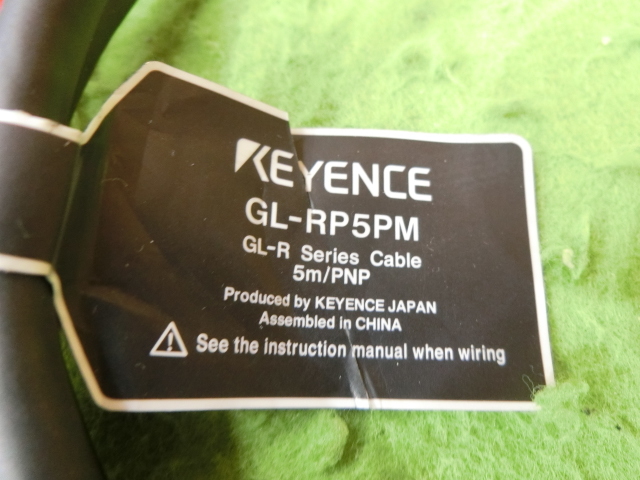 KEYENCE
GL-RP5PM
GL-R Series Cable
5m/PNP
Produced by KEYENCE JAPAN
Assembled in CHINA
See the instruction manual when wiring